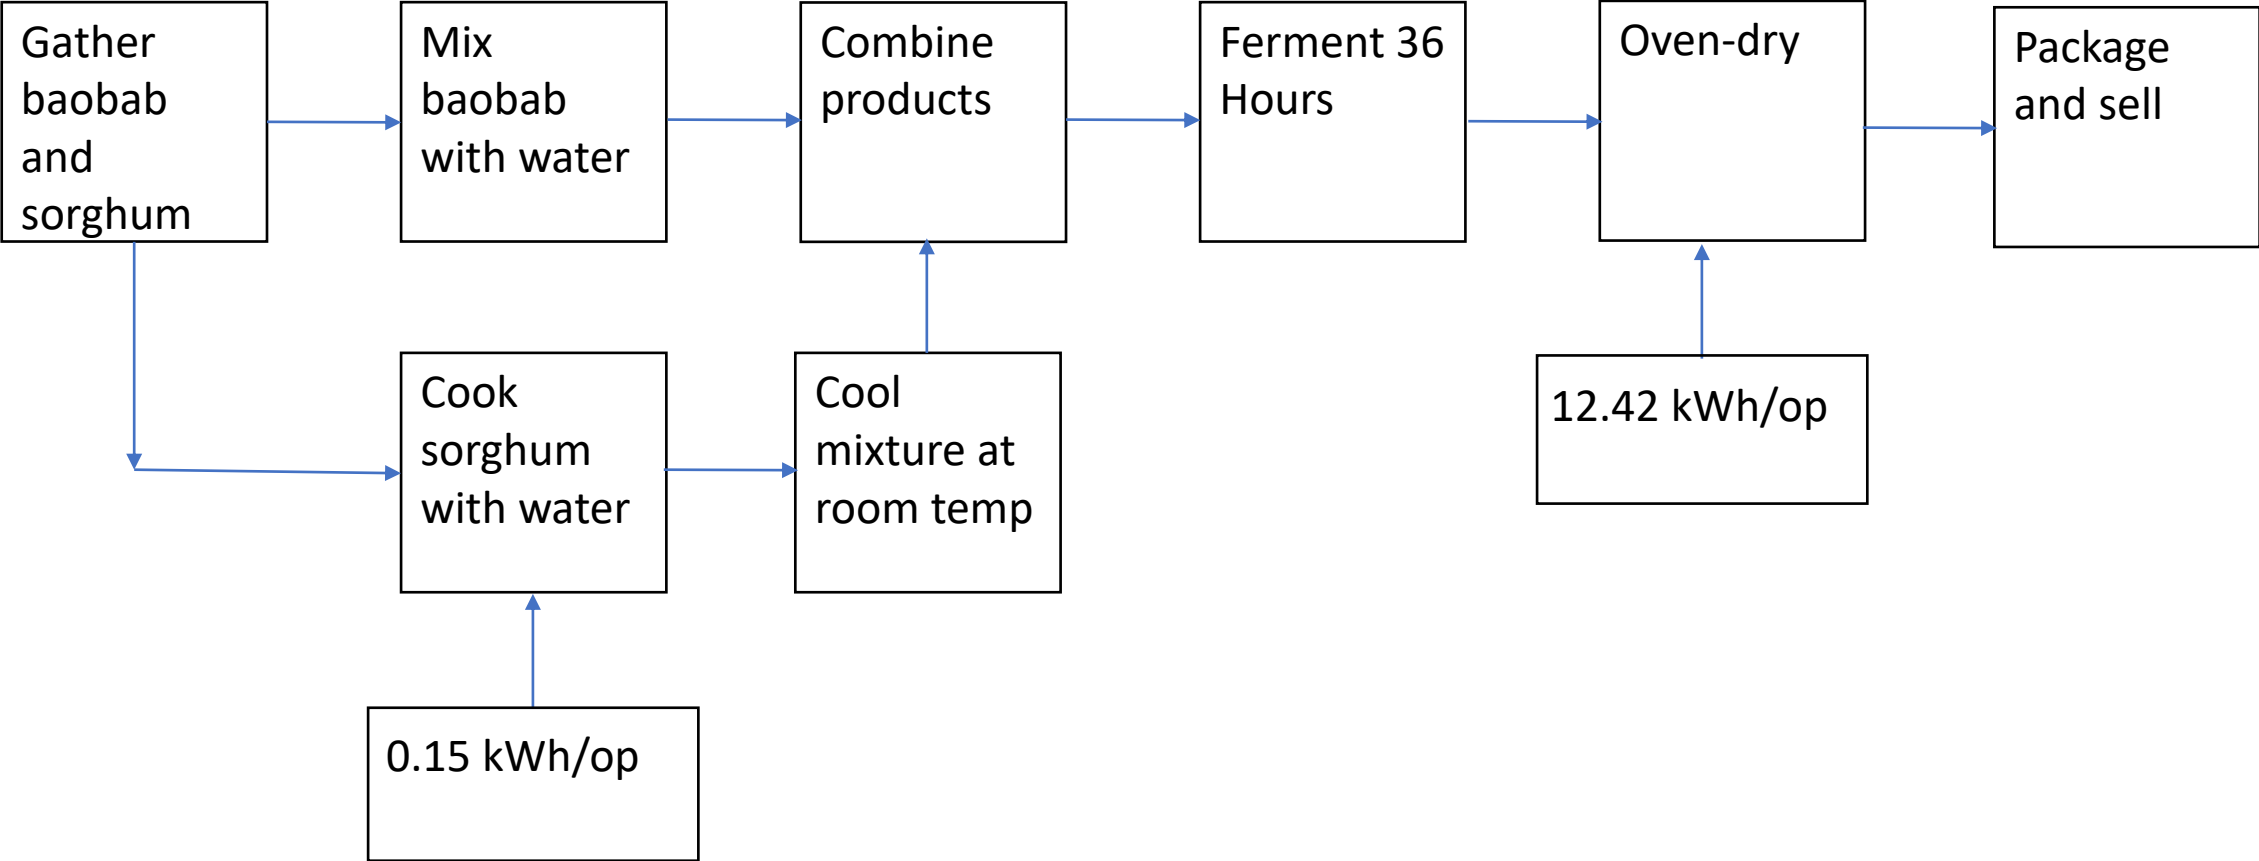 Gather
baobab
and
sorghum
Mix
baobab
with water
Combine
products
Ferment 36
Hours
Oven-dry
Package
and sell
Cook
sorghum
with water
Cool
mixture at
room temp
12.42 kWh/op
0.15 kWh/op